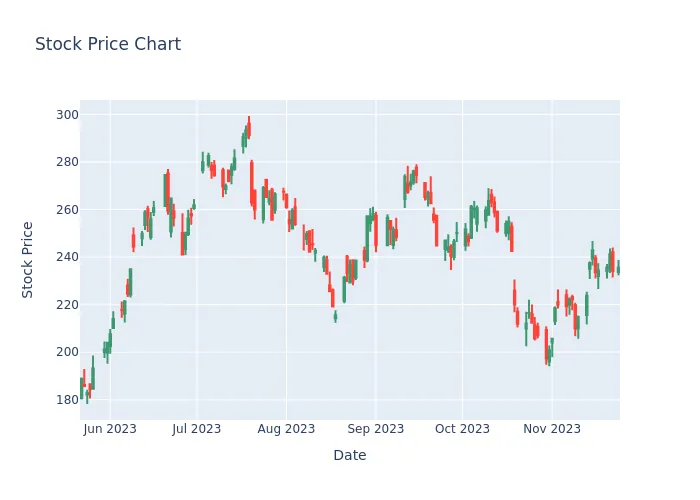 Stock Price Chart
Stock Price
300
280
260
240
220
200
180
Jun 2023
Jul 2023
Aug 2023
Sep 2023
Oct 2023
Nov 2023
Date